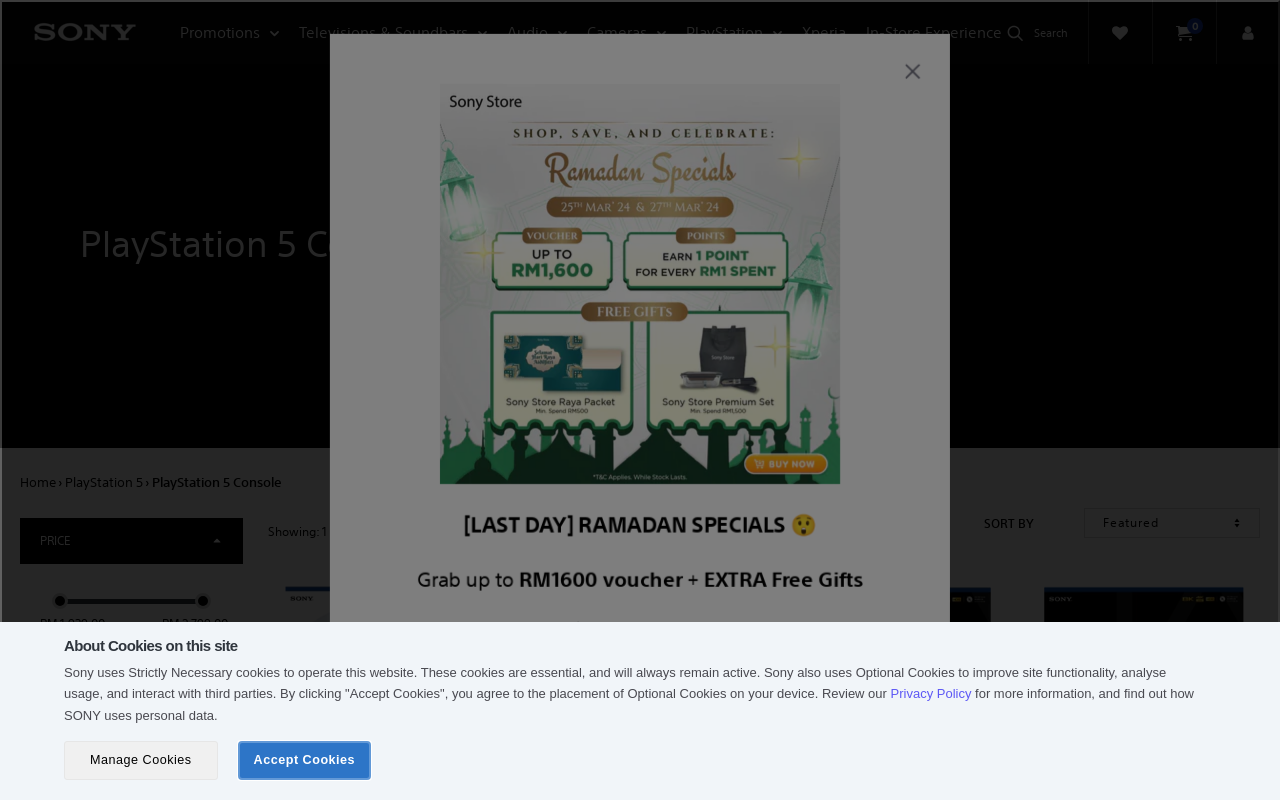 SONY
Promotions
Televisions & Soundbars
Audio
Cameras
PlayStation
Xperia
In-Store Experience
Search
0
PlayStation 5 Co
Sony Store
SHOP, SAVE, AND CELEBRATE:
Ramadan Specials
25TH MAR' 24 & 27TH MAR' 24
VOUCHER
UP TO
RM1,600
POINTS
EARN 1 POINT
FOR EVERY RM1 SPENT
FREE GIFTS
Sony Store Raya Packet
Min. Spend RM500
Sony Store Premium Set
Min. Spend RM1,500
BUY NOW
*T&C Applies. While Stock Lasts.
[LAST DAY] RAMADAN SPECIALS 😲
Grab up to RM1600 voucher + EXTRA Free Gifts
Home › PlayStation 5 › PlayStation 5 Console
PRICE
Showing: 1
SORT BY
Featured
SONY
SONY
About Cookies on this site
Sony uses Strictly Necessary cookies to operate this website. These cookies are essential, and will always remain active. Sony also uses Optional Cookies to improve site functionality, analyse
usage, and interact with third parties. By clicking "Accept Cookies", you agree to the placement of Optional Cookies on your device. Review our Privacy Policy for more information, and find out how
SONY uses personal data.
Manage Cookies
Accept Cookies